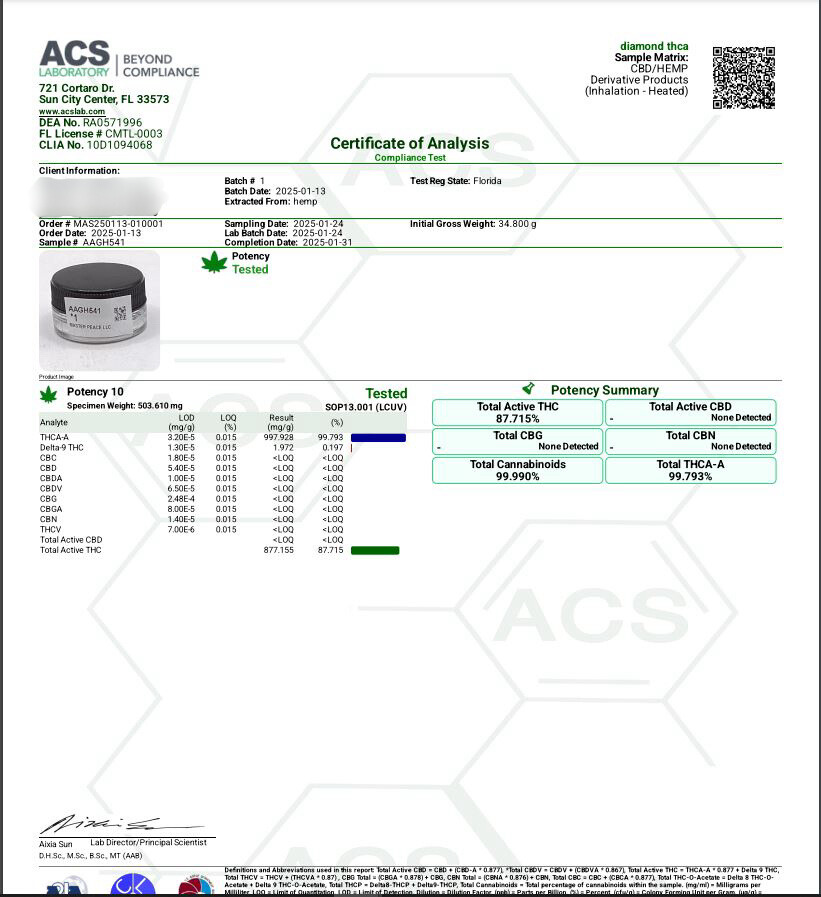 ACS
LABORATORY
BEYOND
COMPLIANCE
721 Cortaro Dr.
Sun City Center, FL 33573
www.acslab.com
DEA No. RA0571996
FL License # CMTL-0003
CLIA No. 10D1094068
diamond thca
Sample Matrix:
CBD/HEMP
Derivative Products
(Inhalation - Heated)
Certificate of Analysis
Compliance Test
Client Information:
Batch # 1
Batch Date: 2025-01-13
Extracted From: hemp
Test Reg State: Florida
Order # MAS250113-010001
Order Date: 2025-01-13
Sample # AAGH541
Sampling Date: 2025-01-24
Lab Batch Date: 2025-01-24
Completion Date: 2025-01-31
Initial Gross Weight: 34.800 g
AAGH541
*1
MASTER PEACE LLC
Product Image
Potency
Tested
Potency 10
Specimen Weight: 503.610 mg
Tested
SOP13.001 (LCUV)
Analyte LOD (mg/g) LOQ (%) Result (mg/g) (%)
THCA-A 3.20E-5 0.015 997.928 99.793
Delta-9 THC 1.30E-5 0.015 1.972 0.197
CBC 1.80E-5 0.015 <LOQ <LOQ
CBD 5.40E-5 0.015 <LOQ <LOQ
CBDA 1.00E-5 0.015 <LOQ <LOQ
CBDV 6.50E-5 0.015 <LOQ <LOQ
CBG 2.48E-4 0.015 <LOQ <LOQ
CBGA 8.00E-5 0.015 <LOQ <LOQ
CBN 1.40E-5 0.015 <LOQ <LOQ
THCV 7.00E-6 0.015 <LOQ <LOQ
Total Active CBD <LOQ <LOQ
Total Active THC 877.155 87.715
Potency Summary
Total Active THC
87.715%
Total Active CBD
- None Detected
Total CBG
- None Detected
Total CBN
- None Detected
Total Cannabinoids
99.990%
Total THCA-A
99.793%
ACS
ACS
ACS
ACS
Aixia Sun Lab Director/Principal Scientist
D.H.Sc., M.Sc., B.Sc., MT (AAB)
Definitions and Abbreviations used in this report: Total Active CBD = CBD + (CBD-A * 0.877), *Total CBDV = CBDV + (CBDVA * 0.867), Total Active THC = THCA-A * 0.877 + Delta 9 THC,
Total THCV = THCV + (THCVA * 0.87) , CBG Total = (CBGA * 0.878) + CBG, CBN Total = (CBNA * 0.876) + CBN, Total CBC = CBC + (CBCA * 0.877), Total THC-O-Acetate = Delta 8 THC-O-
Acetate + Delta 9 THC-O-Acetate, Total THCP = Delta8-THCP + Delta9-THCP, Total Cannabinoids = Total percentage of cannabinoids within the sample. (mg/ml) = Milligrams per
Milliliter, LOQ = Limit of Quantitation, LOD = Limit of Detection, Dilution = Dilution Factor, (ppb) = Parts per Billion, (%) = Percent, (cfu/g) = Colony Forming Unit per Gram, (ug/g) =